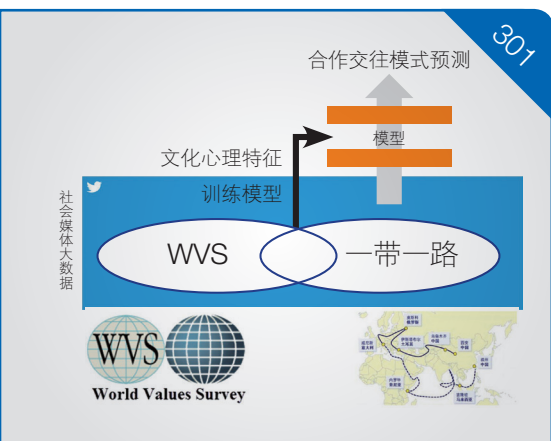 301
合作交往模式预测
模型
文化心理特征
训练模型
社会媒体大数据
WVS
一带一路
WVS
World Values Survey